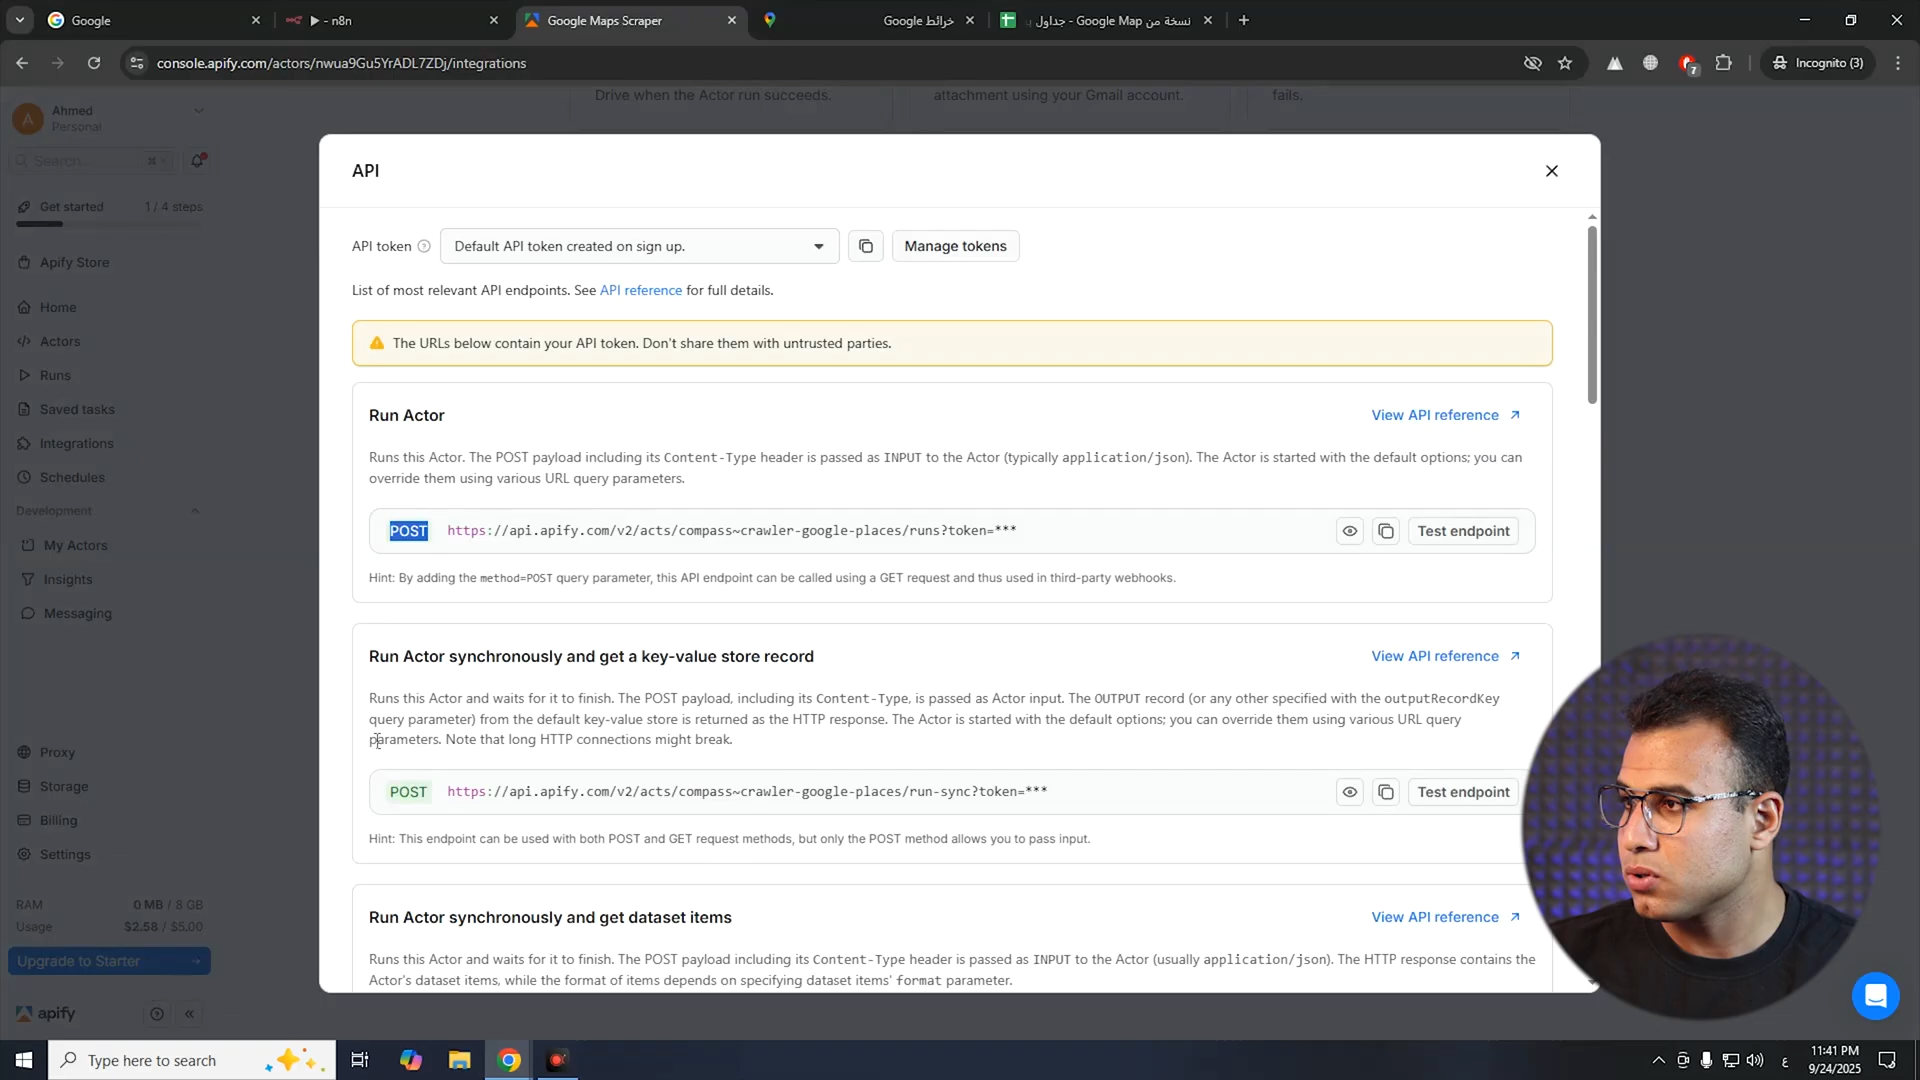 Google
▶ - n8n
Google Maps Scraper
خرائط Google
نسخة من Google Map - جداول
console.apify.com/actors/nwua9Gu5YrADL7ZDj/integrations
7
Incognito (3)
Ahmed
Personal
Search...
Get started
1 / 4 steps
Apify Store
Home
Actors
Runs
Saved tasks
Integrations
Schedules
Development
My Actors
Insights
Messaging
Proxy
Storage
Billing
Settings
RAM
0 MB / 8 GB
Usage
$2.58 / $5.00
Upgrade to Starter
apify
Drive when the Actor run succeeds.
attachment using your Gmail account.
fails.
API
API token
Default API token created on sign up.
Manage tokens
List of most relevant API endpoints. See API reference for full details.
The URLs below contain your API token. Don't share them with untrusted parties.
Run Actor
View API reference
Runs this Actor. The POST payload including its Content-Type header is passed as INPUT to the Actor (typically application/json). The Actor is started with the default options; you can
override them using various URL query parameters.
POST https://api.apify.com/v2/acts/compass~crawler-google-places/runs?token=***
Test endpoint
Hint: By adding the method=POST query parameter, this API endpoint can be called using a GET request and thus used in third-party webhooks.
Run Actor synchronously and get a key-value store record
View API reference
Runs this Actor and waits for it to finish. The POST payload, including its Content-Type, is passed as Actor input. The OUTPUT record (or any other specified with the outputRecordKey
query parameter) from the default key-value store is returned as the HTTP response. The Actor is started with the default options; you can override them using various URL query
parameters. Note that long HTTP connections might break.
POST https://api.apify.com/v2/acts/compass~crawler-google-places/run-sync?token=***
Test endpoint
Hint: This endpoint can be used with both POST and GET request methods, but only the POST method allows you to pass input.
Run Actor synchronously and get dataset items
View API reference
Runs this Actor and waits for it to finish. The POST payload including its Content-Type header is passed as INPUT to the Actor (usually application/json). The HTTP response contains the
Actor's dataset items, while the format of items depends on specifying dataset items' format parameter.
Type here to search
ع
11:41 PM
9/24/2025